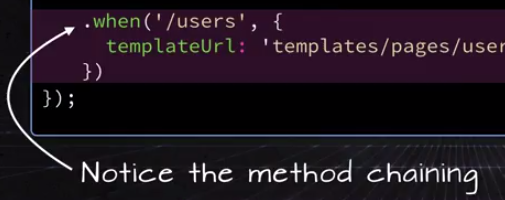 .when('/users', {
templateUrl: 'templates/pages/user
})
});
Notice the method chaining